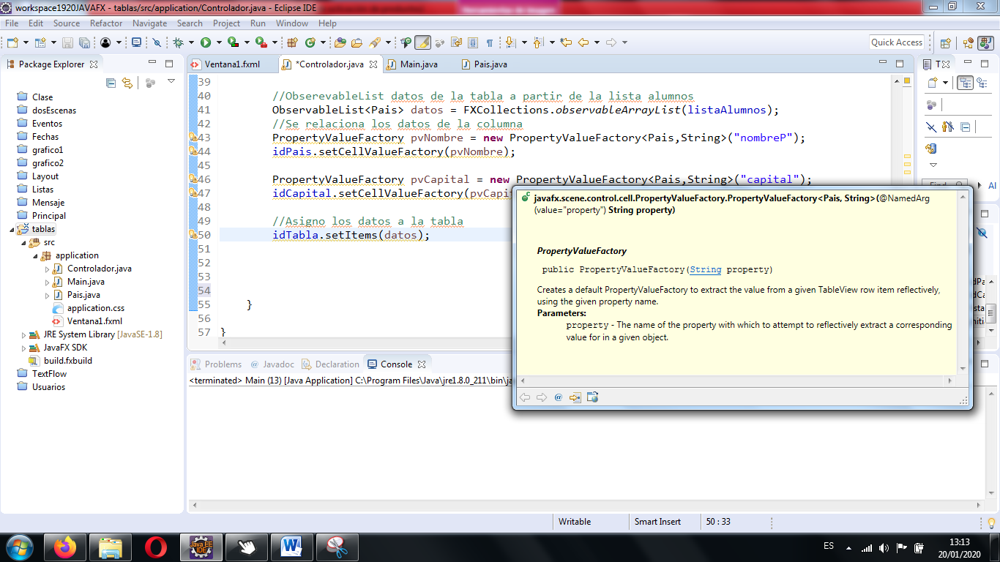 workspace1920JAVAFX - tablas/src/application/Controlador.java - Eclipse IDE
File Edit Source Refactor Navigate Search Project Run Window Help
Quick Access
Package Explorer
Ventana1.fxml *Controlador.java Main.java Pais.java
Clase
dosEscenas
Eventos
Fechas
grafico1
grafico2
Layout
Listas
Mensaje
Principal
tablas
src
application
Controlador.java
Main.java
Pais.java
application.css
Ventana1.fxml
JRE System Library [JavaSE-1.8]
JavaFX SDK
build.fxbuild
TextFlow
Usuarios
39
40 //ObserevableList datos de la tabla a partir de la lista alumnos
41 ObservableList<Pais> datos = FXCollections.observableArrayList(listaAlumnos);
42 //Se relaciona los datos de la columna
43 PropertyValueFactory pvNombre = new PropertyValueFactory<Pais,String>("nombreP");
44 idPais.setCellValueFactory(pvNombre);
45
46 PropertyValueFactory pvCapital = new PropertyValueFactory<Pais,String>("capital");
47 idCapital.setCellValueFactory(pvCapi
48
49 //Asigno los datos a la tabla
50 idTabla.setItems(datos);
51
52
53
54
55 }
56
57 }
javafx.scene.control.cell.PropertyValueFactory.PropertyValueFactory<Pais, String>(@NamedArg
(value="property") String property)
PropertyValueFactory
public PropertyValueFactory(String property)
Creates a default PropertyValueFactory to extract the value from a given TableView row item reflectively,
using the given property name.
Parameters:
property - The name of the property with which to attempt to reflectively extract a corresponding
value for in a given object.
Problems @ Javadoc Declaration Console
<terminated> Main (13) [Java Application] C:\Program Files\Java\jre1.8.0_211\bin\ja
Find
Al
Writable Smart Insert 50 : 33
Java EE
IDE
ES
13:13
20/01/2020